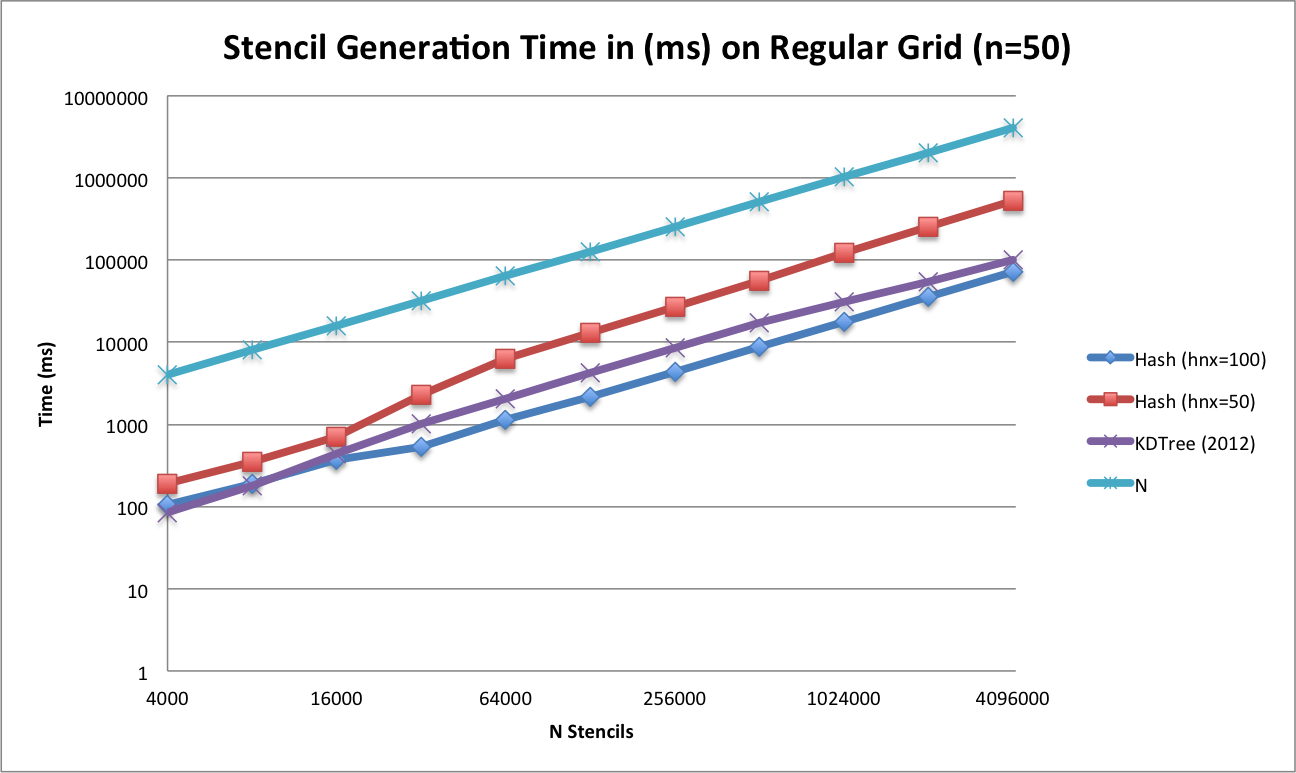 Stencil Generation Time in (ms) on Regular Grid (n=50)
10000000
1000000
100000
10000
1000
100
10
1
Time (ms)
4000 16000 64000 256000 1024000 4096000
N Stencils
Hash (hnx=100)
Hash (hnx=50)
KDTree (2012)
N